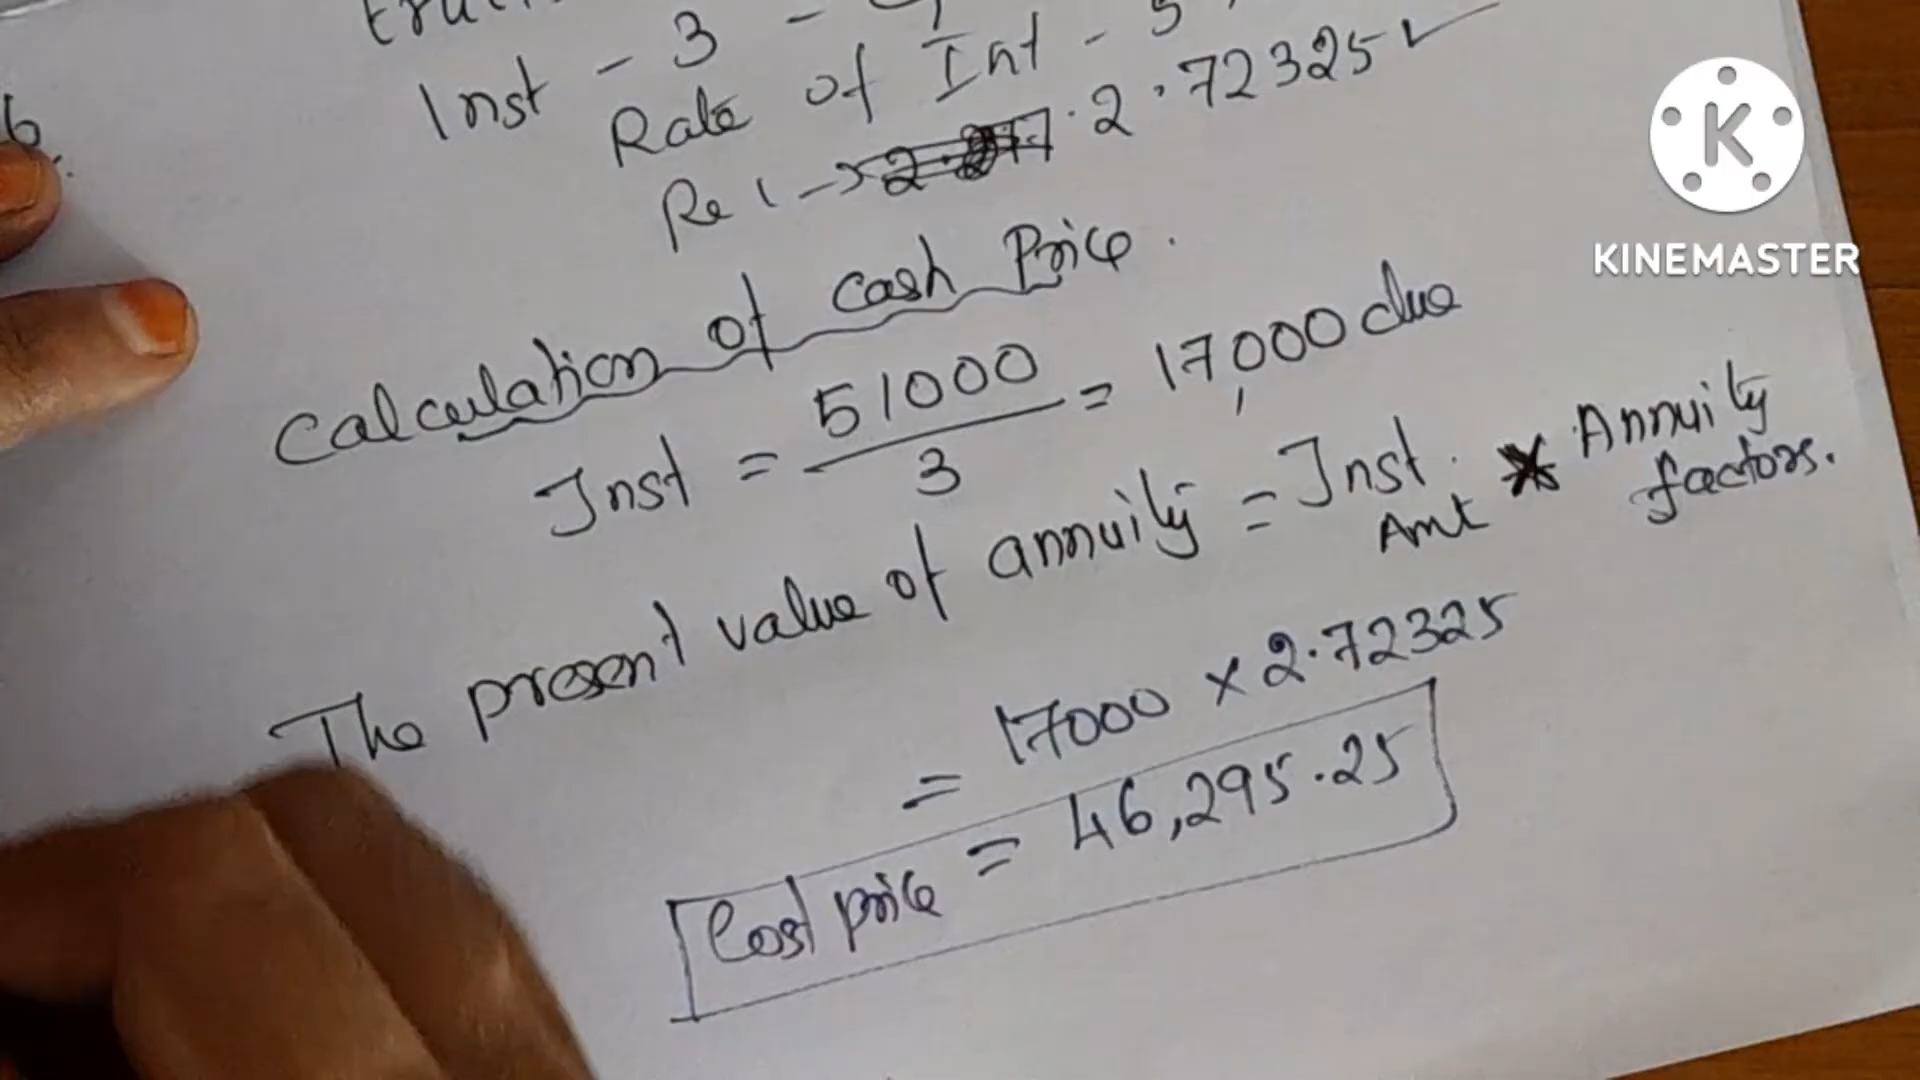 Inst - 3 -
Rate of Int - 5
Re 1 -> 2.72325 ✓
6.
K
KINEMASTER
Calculation of Cash Price.
Inst = 51000 / 3 = 17,000 due
The present value of annuity = Inst. Amt × Annuity factors.
= 17000 × 2.72325
Cost price = 46,295.25